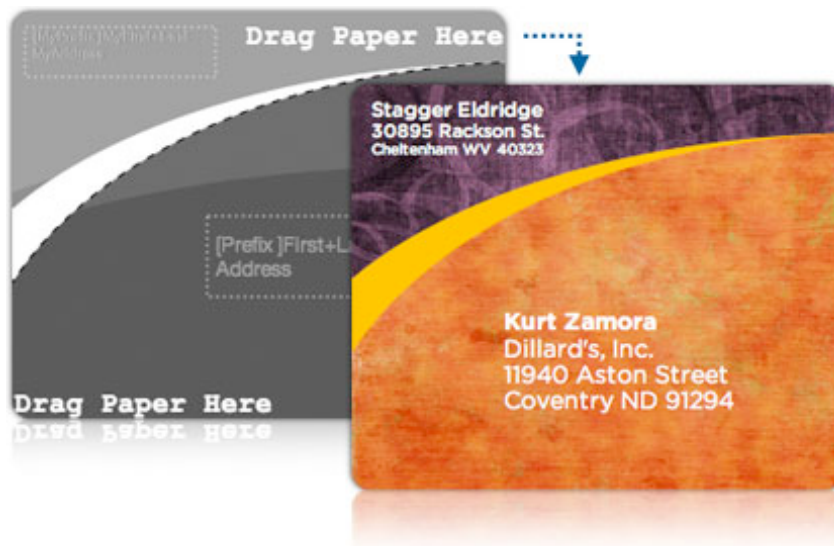 Drag Paper Here
MyAddress
Stagger Eldridge
30895 Rackson St.
Cheltenham WV 40323
[Prefix ]First+L
Address
Kurt Zamora
Dillard's, Inc.
11940 Aston Street
Coventry ND 91294
Drag Paper Here